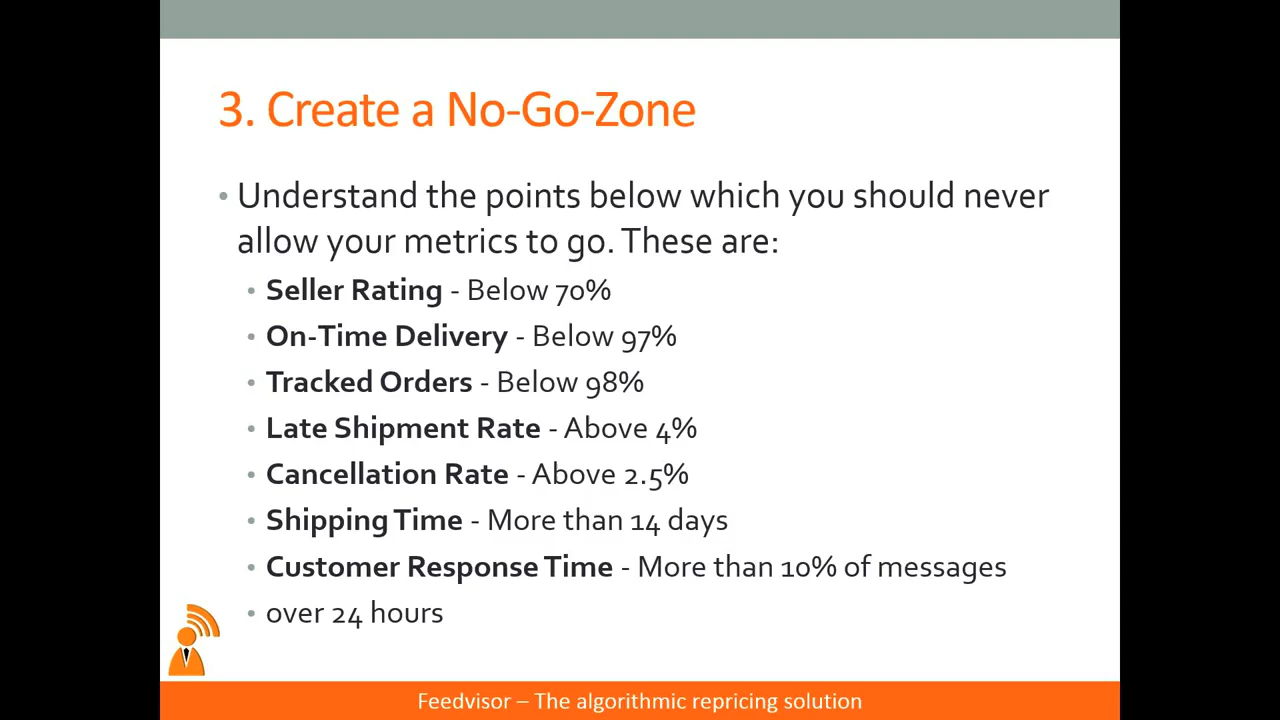 3. Create a No-Go-Zone
• Understand the points below which you should never
allow your metrics to go. These are:
• Seller Rating - Below 70%
• On-Time Delivery - Below 97%
• Tracked Orders - Below 98%
• Late Shipment Rate - Above 4%
• Cancellation Rate - Above 2.5%
• Shipping Time - More than 14 days
• Customer Response Time - More than 10% of messages
• over 24 hours
Feedvisor – The algorithmic repricing solution